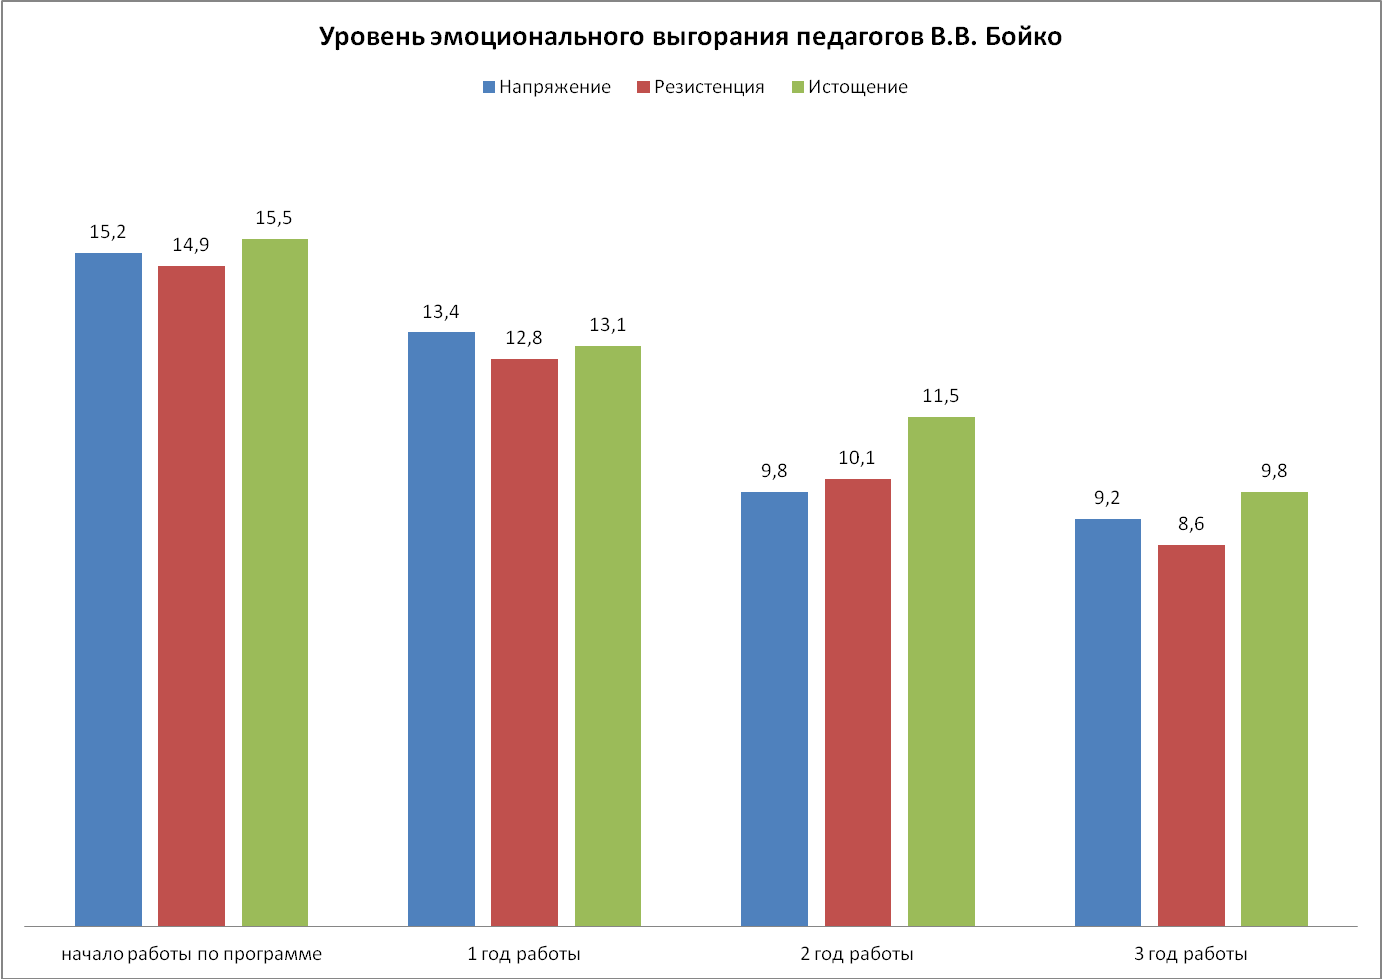 Уровень эмоционального выгорания педагогов В.В. Бойко
Напряжение Резистенция Истощение
15,2 14,9 15,5
13,4 12,8 13,1
9,8 10,1 11,5
9,2 8,6 9,8
начало работы по программе 1 год работы 2 год работы 3 год работы